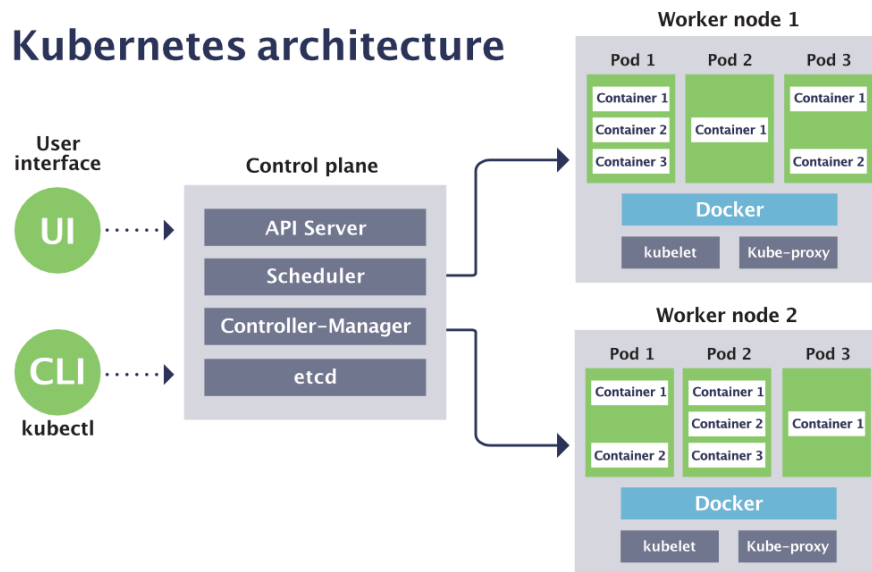 Kubernetes architecture
User
interface
UI
CLI
kubectl
Control plane
API Server
Scheduler
Controller-Manager
etcd
Worker node 1
Pod 1
Pod 2
Pod 3
Container 1
Container 2
Container 3
Container 1
Container 1
Container 2
Docker
kubelet
Kube-proxy
Worker node 2
Pod 1
Pod 2
Pod 3
Container 1
Container 2
Container 1
Container 2
Container 3
Container 1
Docker
kubelet
Kube-proxy